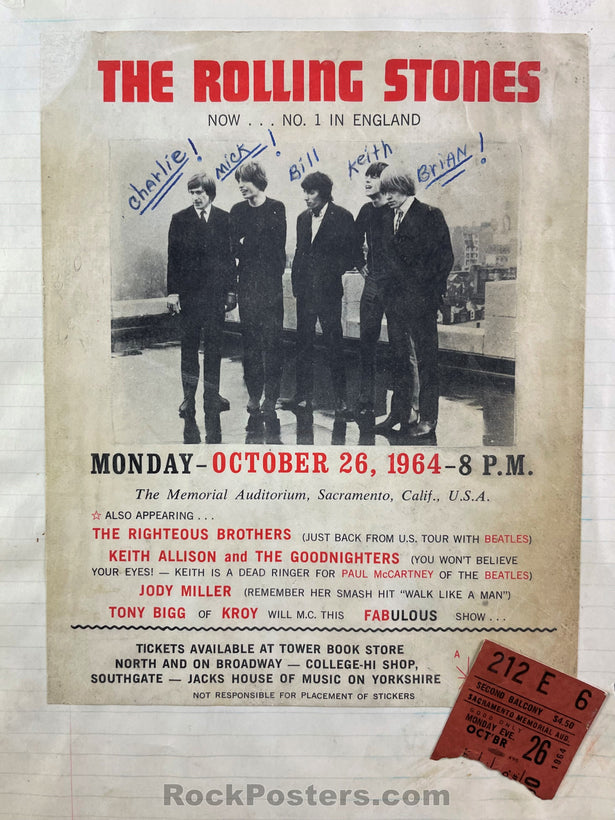 THE ROLLING STONES
NOW . . . NO. 1 IN ENGLAND
Charlie! Mick! Bill Keith Brian!
MONDAY–OCTOBER 26, 1964–8 P.M.
The Memorial Auditorium, Sacramento, Calif., U.S.A.
☆ ALSO APPEARING . . .
THE RIGHTEOUS BROTHERS (JUST BACK FROM U.S. TOUR WITH BEATLES)
KEITH ALLISON and THE GOODNIGHTERS (YOU WON'T BELIEVE
YOUR EYES! — KEITH IS A DEAD RINGER FOR PAUL McCARTNEY OF THE BEATLES)
JODY MILLER (REMEMBER HER SMASH HIT "WALK LIKE A MAN")
TONY BIGG OF KROY WILL M.C. THIS FABULOUS SHOW . . .
TICKETS AVAILABLE AT TOWER BOOK STORE
NORTH AND ON BROADWAY — COLLEGE-HI SHOP,
SOUTHGATE — JACKS HOUSE OF MUSIC ON YORKSHIRE
NOT RESPONSIBLE FOR PLACEMENT OF STICKERS
A
212 E 6
SECOND BALCONY $4.50
SACRAMENTO MEMORIAL AUD.
GOOD ONLY
MONDAY EVE.
OCT'BR 26 1964
RockPosters.com